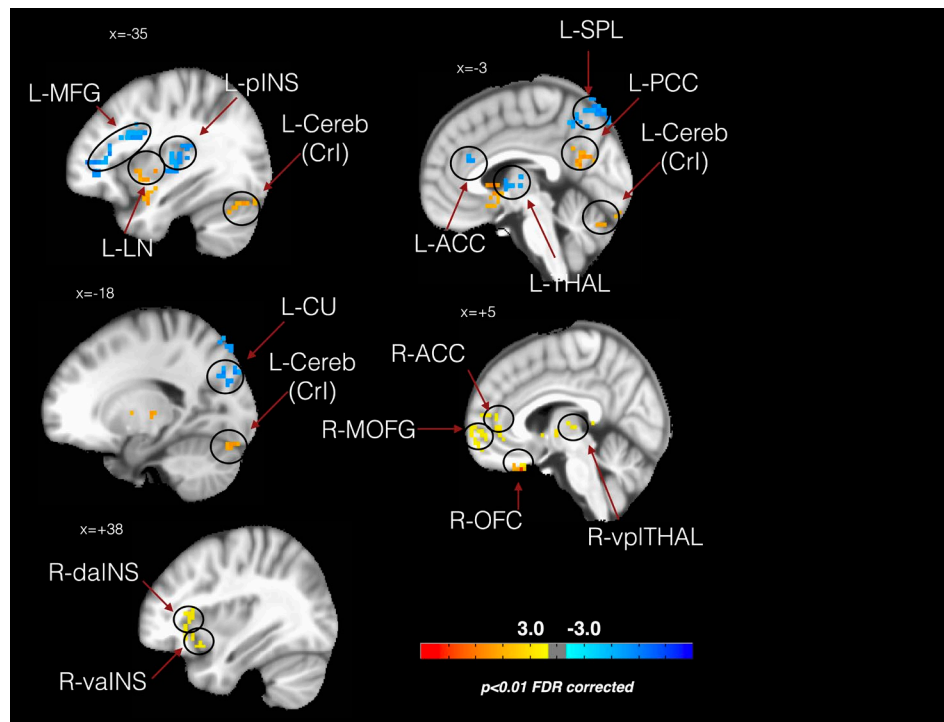 x=-35
L-MFG
L-pINS
L-Cereb
(CrI)
L-LN
L-SPL
x=-3
L-PCC
L-Cereb
(CrI)
L-ACC
L-THAL
x=-18
L-CU
L-Cereb
(CrI)
x=+5
R-ACC
R-MOFG
R-OFC
R-vplTHAL
x=+38
R-daINS
R-vaINS
3.0 -3.0
p<0.01 FDR corrected